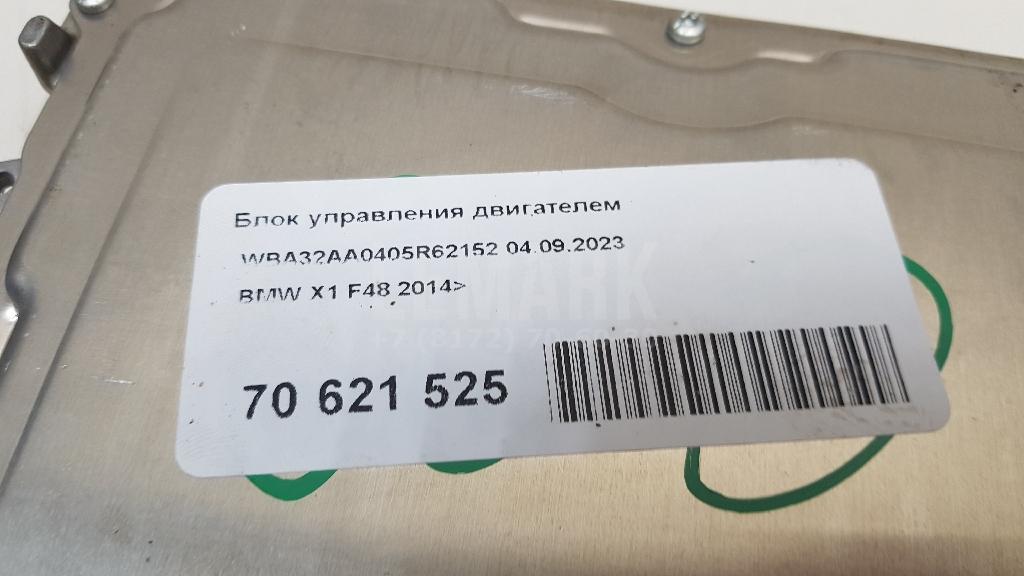 Блок управления двигателем
WBA32AA0405R62152 04.09.2023
BMW X1 F48 2014>
70 621 525